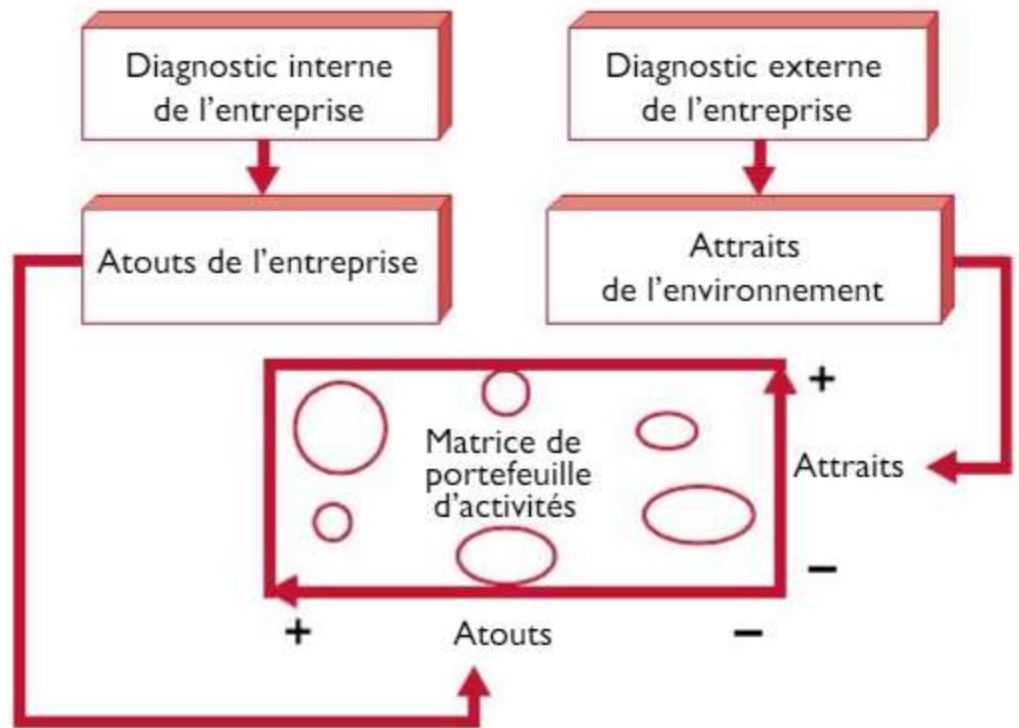 Diagnostic interne
de l'entreprise
Diagnostic externe
de l'entreprise
Atouts de l'entreprise
Attraits
de l'environnement
+
Matrice de
portefeuille
d'activités
Attraits
−
+
Atouts
−